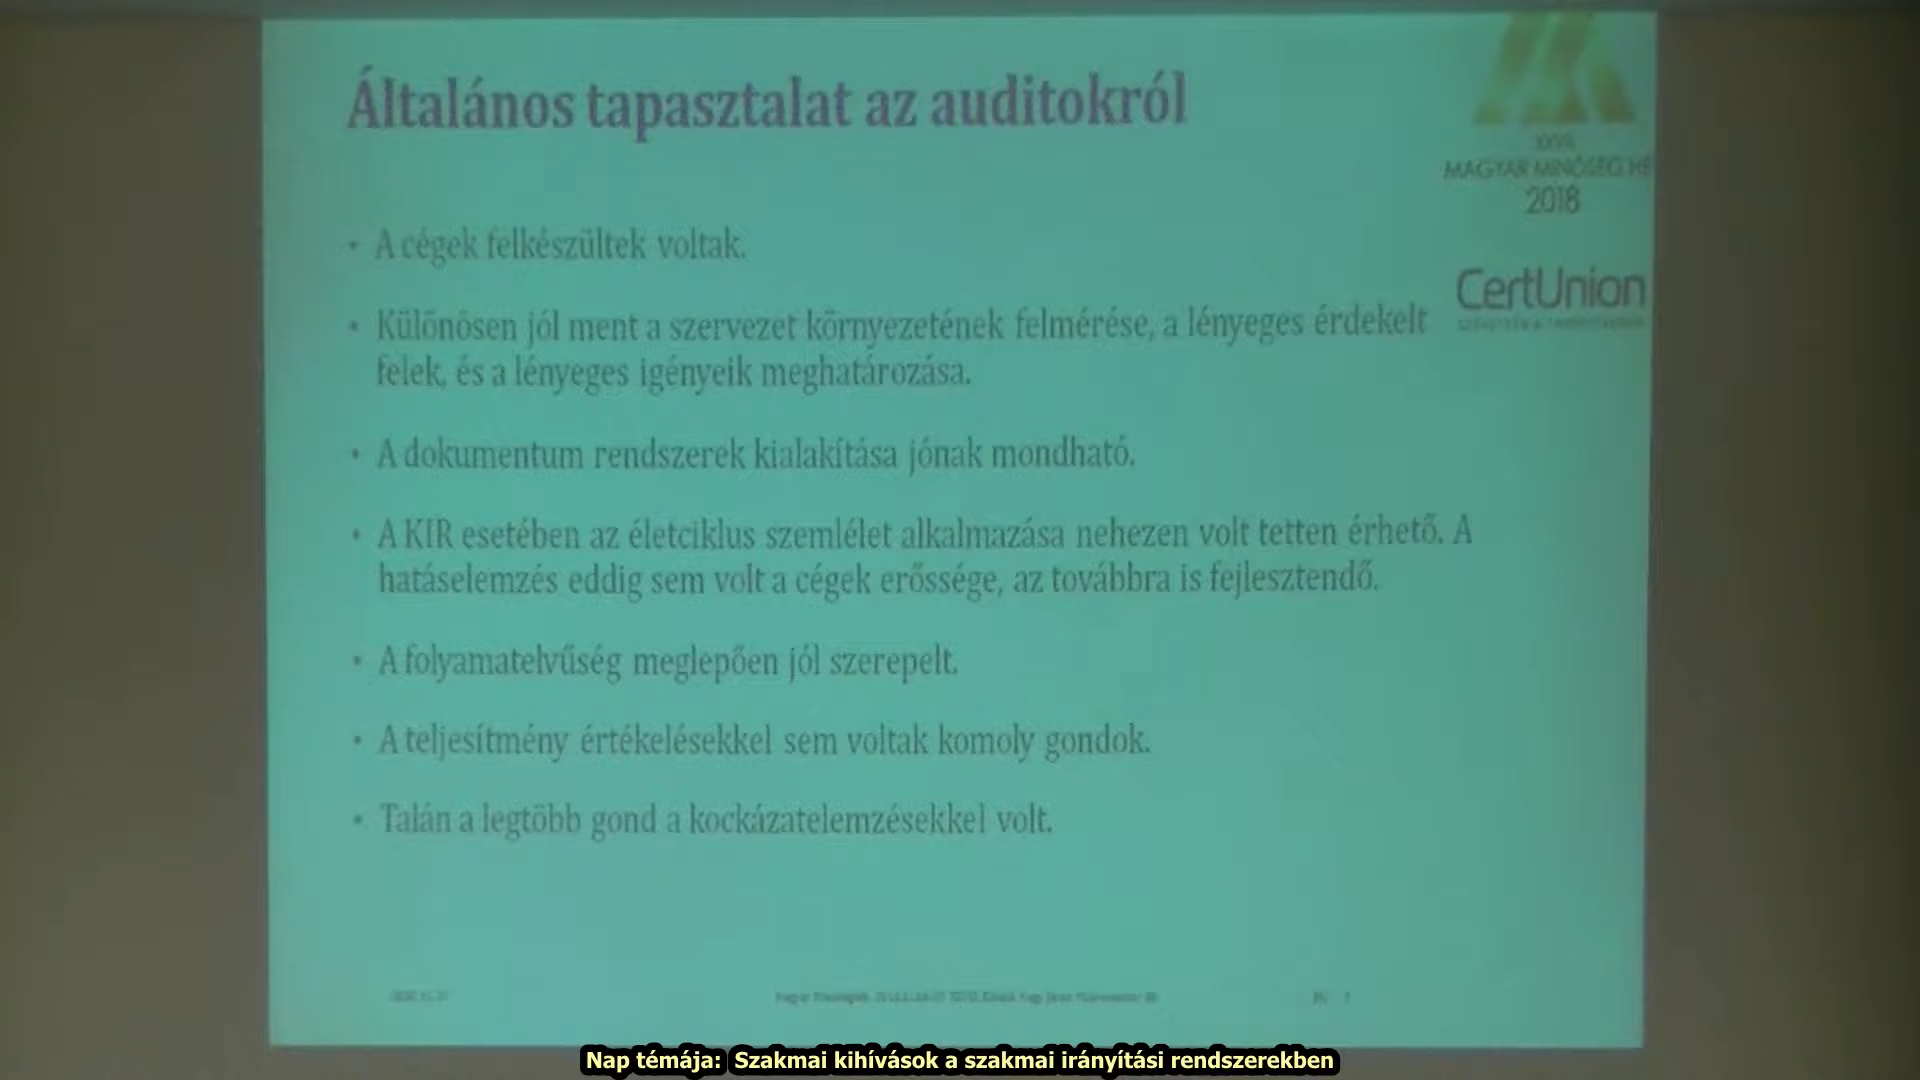 Általános tapasztalat az auditokról
MAGYAR MINŐSÉG HÉ
2018
CertUnion
• A cégek felkészültek voltak.
• Különösen jól ment a szervezet környezetének felmérése, a lényeges érdekelt
felek, és a lényeges igényeik meghatározása.
• A dokumentum rendszerek kialakítása jónak mondható.
• A KIR esetében az életciklus szemlélet alkalmazása nehezen volt tetten érhető. A
hatáselemzés eddig sem volt a cégek erőssége, az továbbra is fejlesztendő.
• A folyamatelvűség meglepően jól szerepelt.
• A teljesítmény értékelésekkel sem voltak komoly gondok.
• Talán a legtöbb gond a kockázatelemzésekkel volt.
Nap témája: Szakmai kihívások a szakmai irányítási rendszerekben